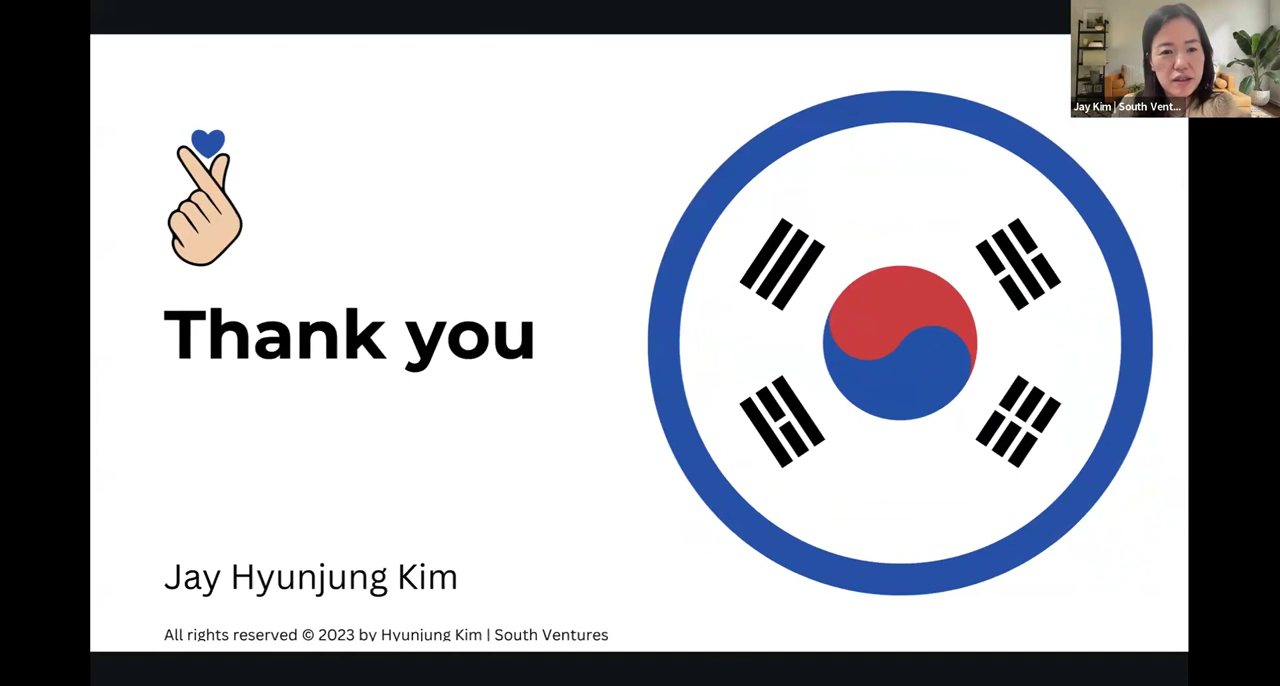 Jay Kim | South Vent...
Thank you
Jay Hyunjung Kim
All rights reserved © 2023 by Hyunjung Kim | South Ventures